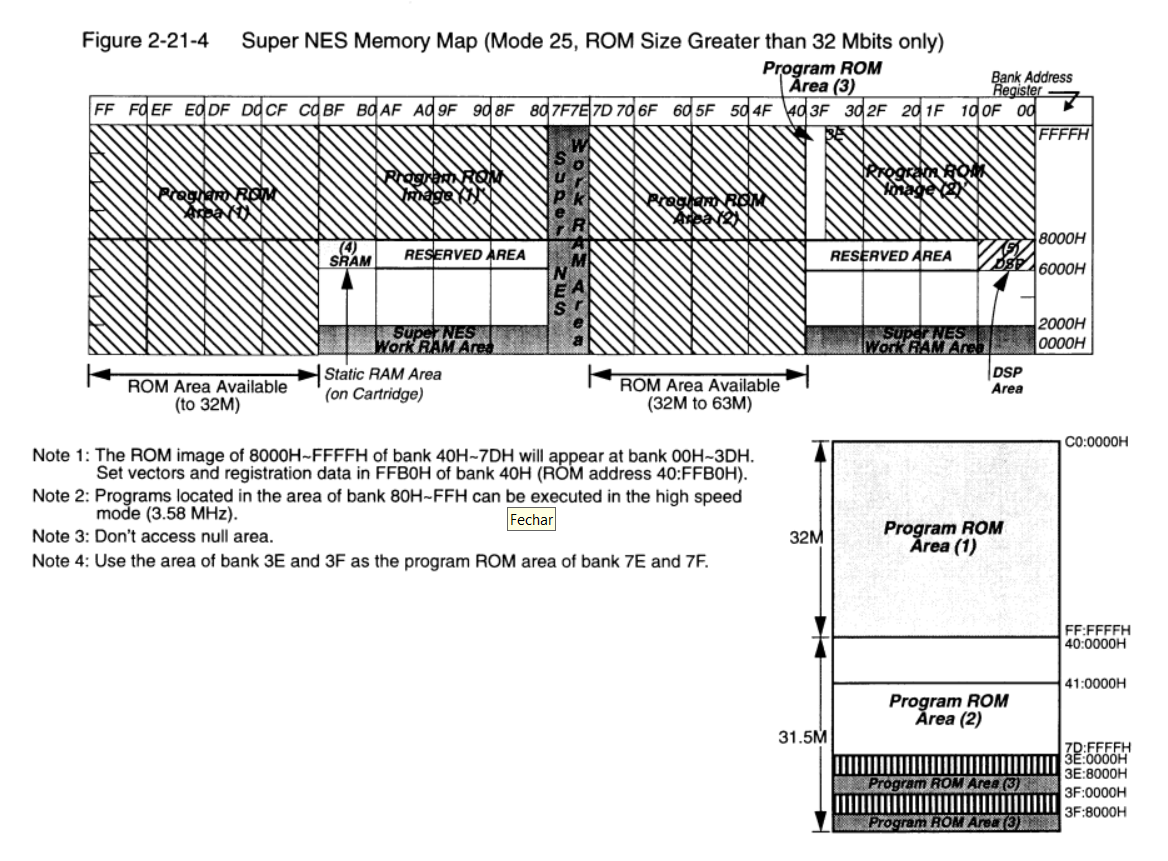 Figure 2-21-4 Super NES Memory Map (Mode 25, ROM Size Greater than 32 Mbits only)
Program ROM
Area (3)
Bank Address
Register
FF F0 EF E0 DF D0 CF C0 BF B0 AF A0 9F 90 8F 80 7F 7E 7D 70 6F 60 5F 50 4F 40 3F 30 2F 20 1F 10 0F 00
3E
FFFFH
Program ROM
Area (1)
Program ROM
Image (1)'
Super NES
Work RAM Area
Program ROM
Area (2)
Program ROM
Image (2)'
8000H
(4)
SRAM
RESERVED AREA
RESERVED AREA
(5)
DSP
6000H
2000H
Super NES
Work RAM Area
Super NES
Work RAM Area
0000H
ROM Area Available
(to 32M)
Static RAM Area
(on Cartridge)
ROM Area Available
(32M to 63M)
DSP
Area
Note 1: The ROM image of 8000H~FFFFH of bank 40H~7DH will appear at bank 00H~3DH.
Set vectors and registration data in FFB0H of bank 40H (ROM address 40:FFB0H).
Note 2: Programs located in the area of bank 80H~FFH can be executed in the high speed
mode (3.58 MHz).
Fechar
Note 3: Don't access null area.
Note 4: Use the area of bank 3E and 3F as the program ROM area of bank 7E and 7F.
C0:0000H
32M
Program ROM
Area (1)
FF:FFFFH
40:0000H
41:0000H
Program ROM
Area (2)
31.5M
7D:FFFFH
3E:0000H
3E:8000H
Program ROM Area (3)
3F:0000H
3F:8000H
Program ROM Area (3)